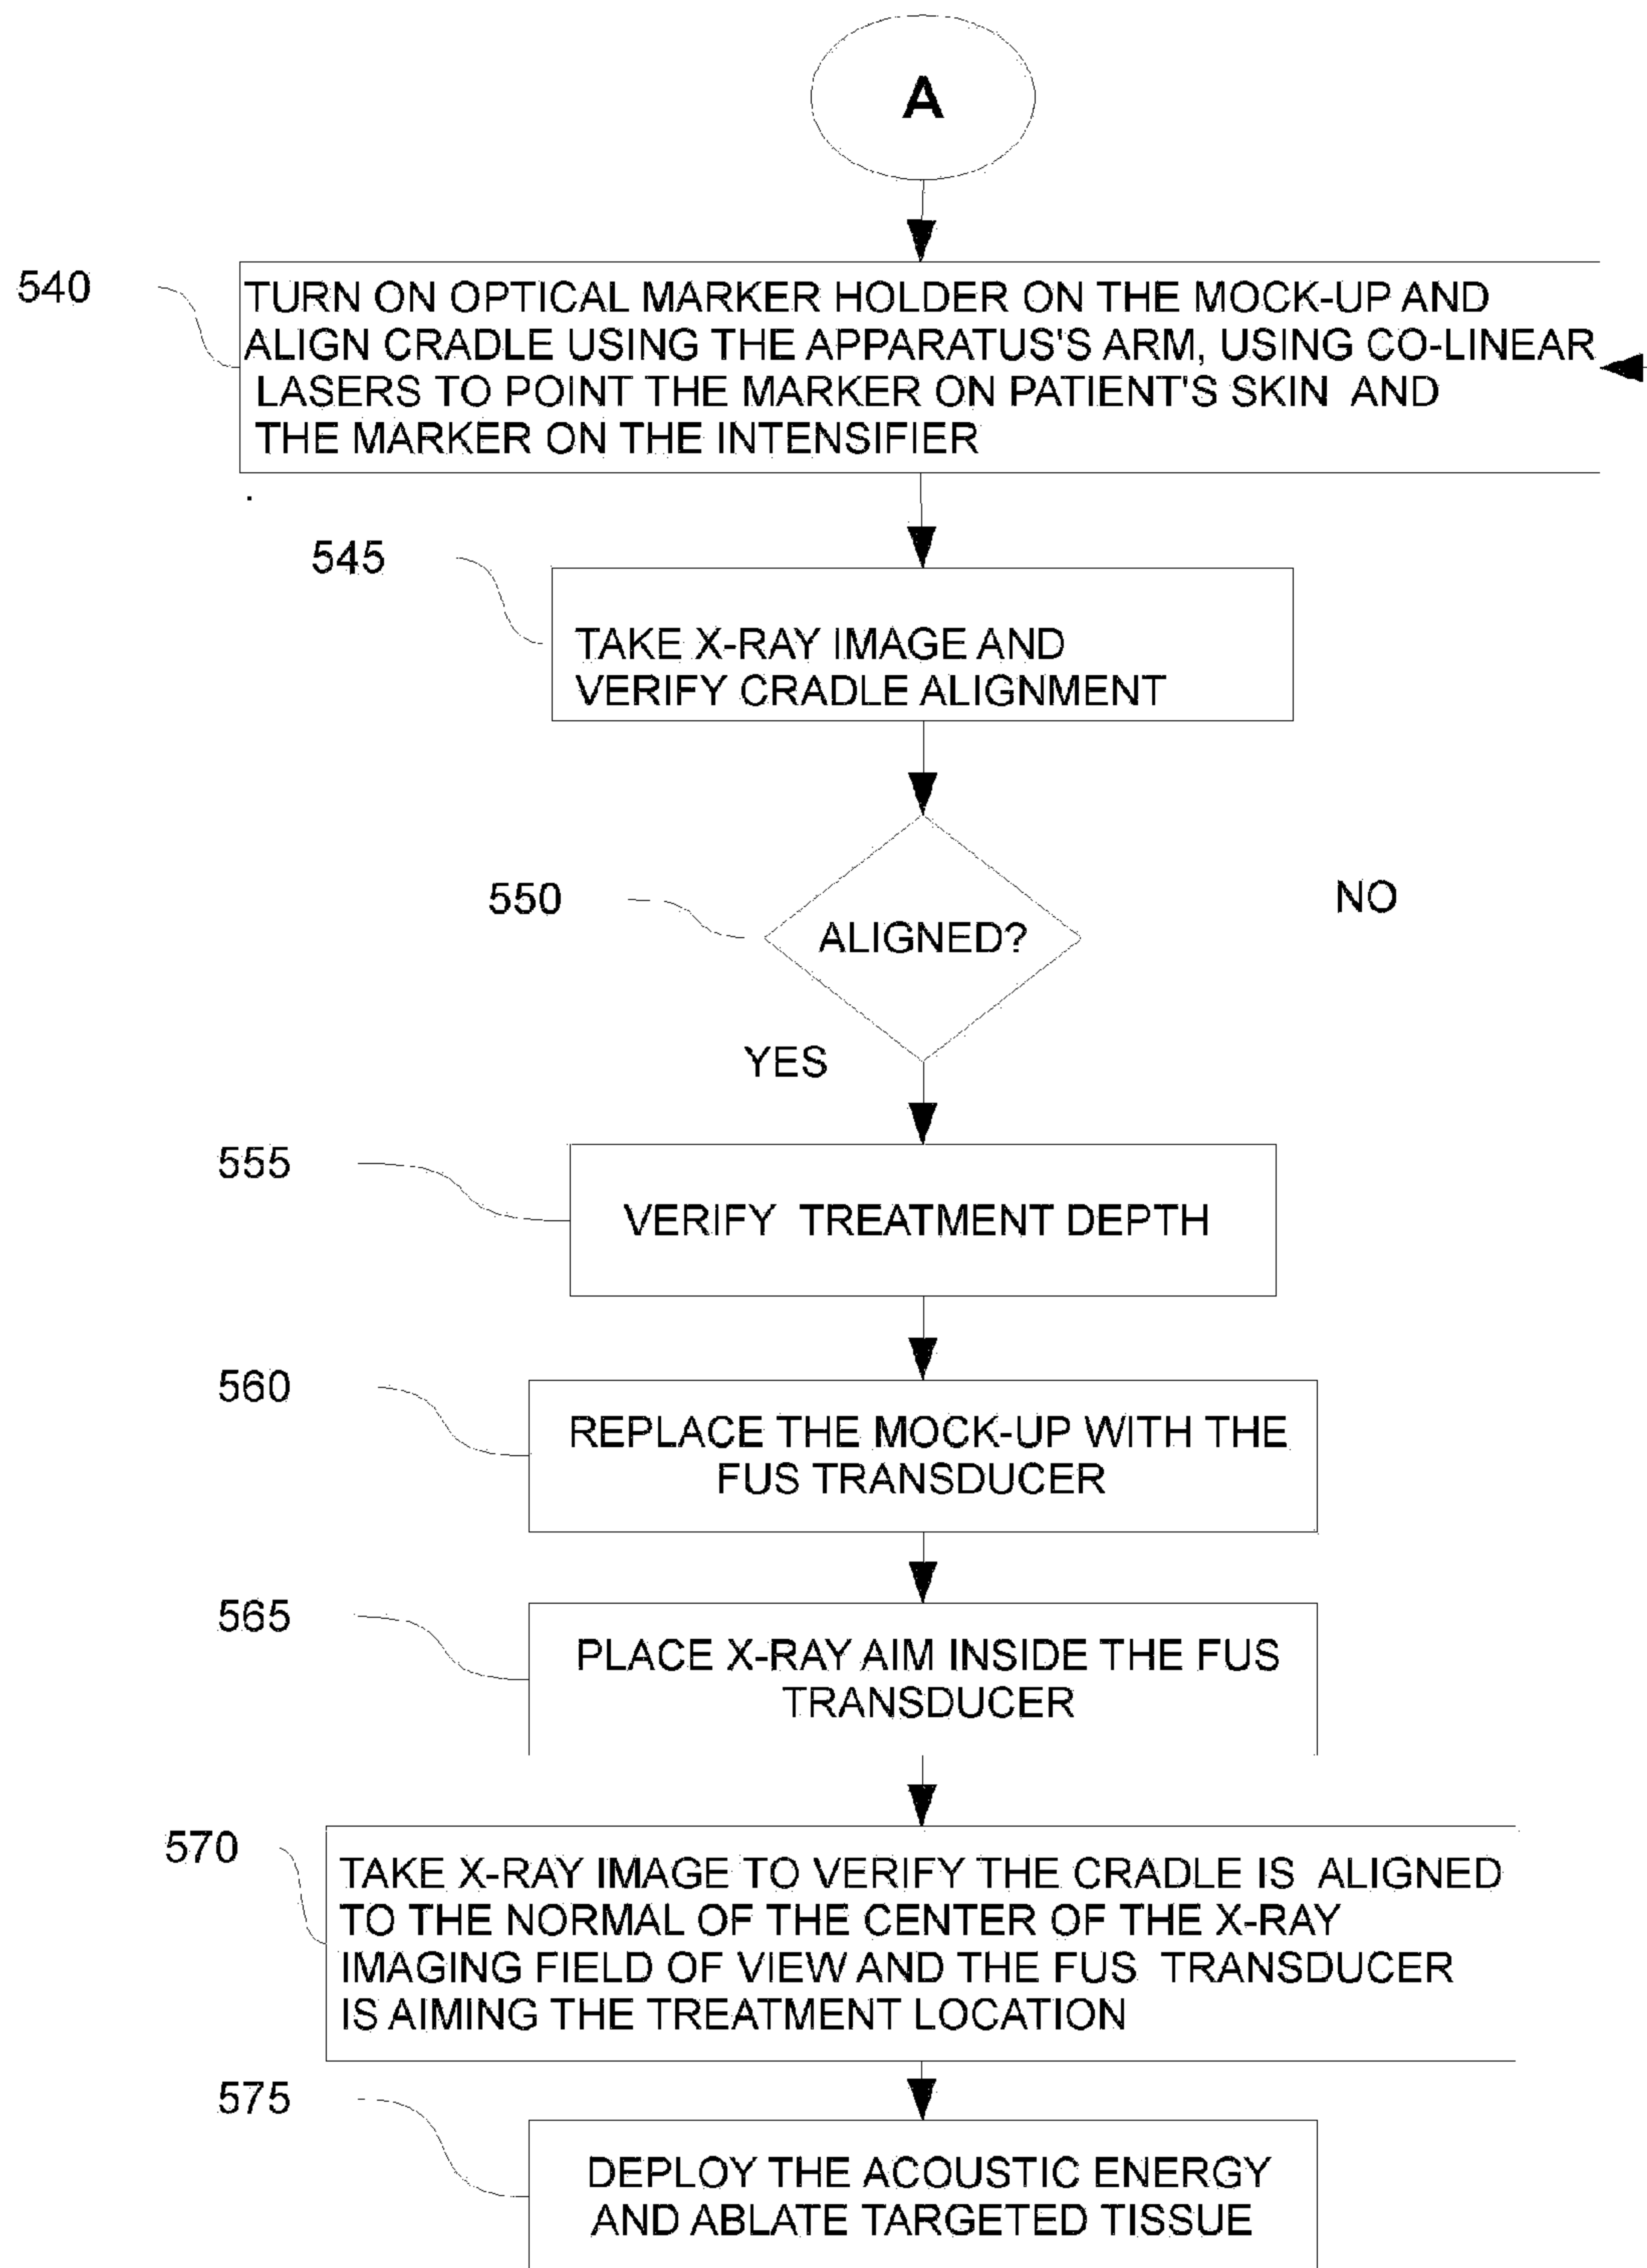 A
540
TURN ON OPTICAL MARKER HOLDER ON THE MOCK-UP AND
ALIGN CRADLE USING THE APPARATUS'S ARM, USING CO-LINEAR
LASERS TO POINT THE MARKER ON PATIENT'S SKIN AND
THE MARKER ON THE INTENSIFIER
.
545
TAKE X-RAY IMAGE AND
VERIFY CRADLE ALIGNMENT
550
ALIGNED?
NO
YES
555
VERIFY TREATMENT DEPTH
560
REPLACE THE MOCK-UP WITH THE
FUS TRANSDUCER
565
PLACE X-RAY AIM INSIDE THE FUS
TRANSDUCER
570
TAKE X-RAY IMAGE TO VERIFY THE CRADLE IS ALIGNED
TO THE NORMAL OF THE CENTER OF THE X-RAY
IMAGING FIELD OF VIEW AND THE FUS TRANSDUCER
IS AIMING THE TREATMENT LOCATION
575
DEPLOY THE ACOUSTIC ENERGY
AND ABLATE TARGETED TISSUE